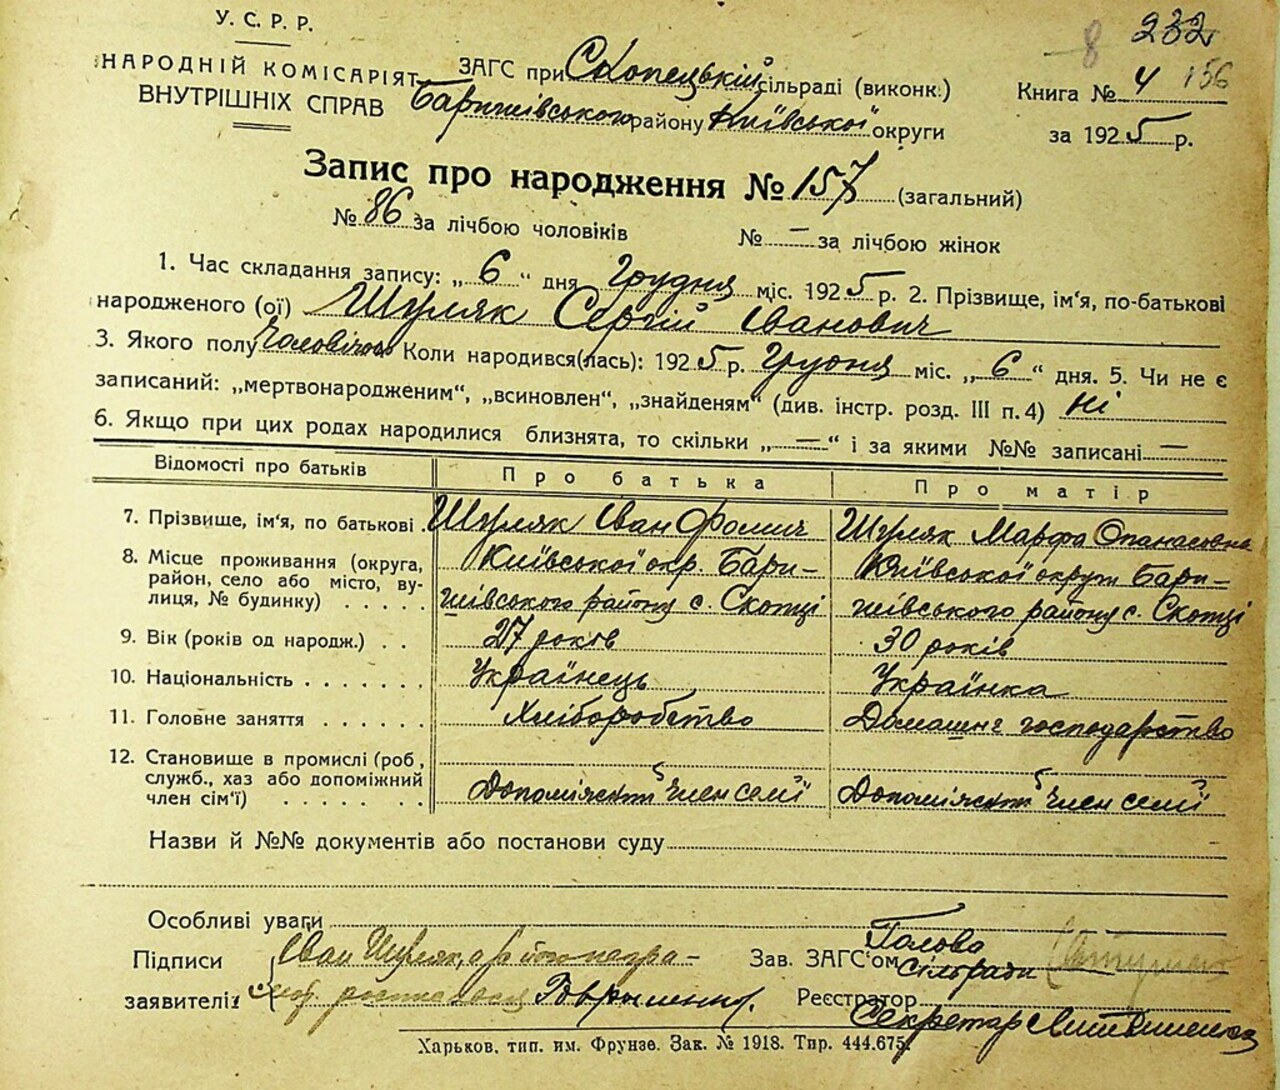 У. С. Р. Р.
232
8
НАРОДНІЙ КОМІСАРІЯТ
ВНУТРІШНІХ СПРАВ
ЗАГС при Скопецькій сільраді (виконк.)
Баришівського району Київської округи
Книга № 4 156
за 1925 р.
Запис про народження № 157 (загальний)
№ 86 за лічбою чоловіків № — за лічбою жінок
1. Час складання запису: „ 6 “ дня Грудня міс. 1925 р. 2. Прізвище, ім'я, по-батькові
народженого (ої) Шуляк Сергій Іванович
3. Якого полу Чоловічого Коли народився(лась): 1925 р. Грудня міс. „ 6 “ дня. 5. Чи не є
записаний: „мертвонародженим“, „всиновлен“, „знайденям“ (див. інстр. розд. III п. 4) ні
6. Якщо при цих родах народилися близнята, то скільки „ — “ і за якими №№ записані —
Відомості про батьків Про батька Про матір
7. Прізвище, ім'я, по батькові . Шуляк Іван Фомич Шуляк Марфа Опанасовна
8. Місце проживання (округа, район, село або місто, вулиця, № будинку) . . . . . Київської окр. Баришівського району с. Скопці Київської округи Баришівського району с. Скопці
9. Вік (років од народж.) . . 27 років 30 років
10. Національність . . . . . . . Українець Українка
11. Головне заняття . . . . . . Хліборобство Домашнє господарство
12. Становище в промислі (роб, служб., хаз або допоміжний член сім'ї) . . . . . . . Допоміжний член семї Допоміжний член семї
Назви й №№ документів або постанови суду
Особливі уваги
Підписи
заявителів
Іван Шуляк, а
Зав. ЗАГС'ом Голова
Сільради
Реєстратор
Секретар
Харьков, тип. им. Фрунзе. Зак. № 1918. Тир. 444.675.